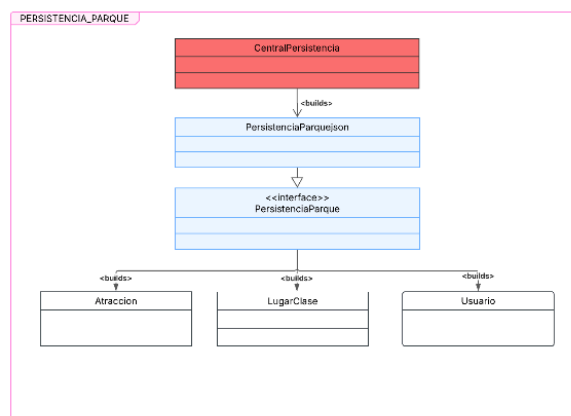 PERSISTENCIA_PARQUE
CentralPersistencia
<builds>
PersistenciaParquejson
<<interface>>
PersistenciaParque
<builds>
<builds>
<builds>
Atraccion
LugarClase
Usuario